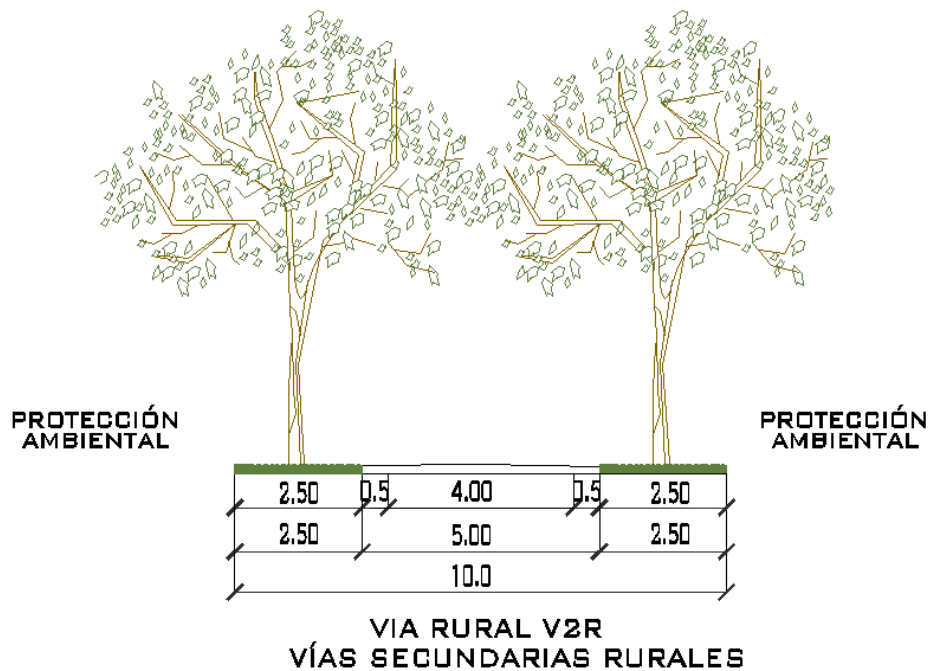 PROTECCIÓN
AMBIENTAL
PROTECCIÓN
AMBIENTAL
2.50 0.5 4.00 0.5 2.50
2.50 5.00 2.50
10.0
VIA RURAL V2R
VÍAS SECUNDARIAS RURALES